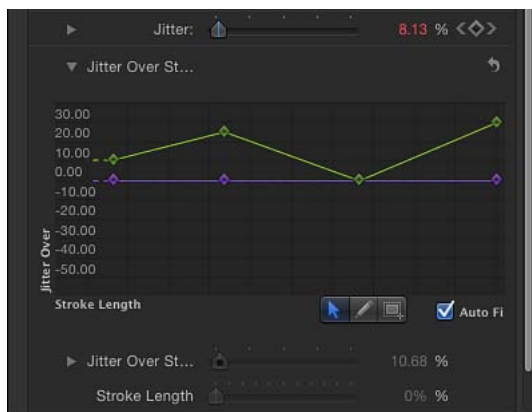 Jitter: 8.13 %
Jitter Over St...
30.00
20.00
10.00
0.00
-10.00
-20.00
-30.00
-40.00
-50.00
Jitter Over
Stroke Length
Auto Fi
Jitter Over St... 10.68 %
Stroke Length 0% %